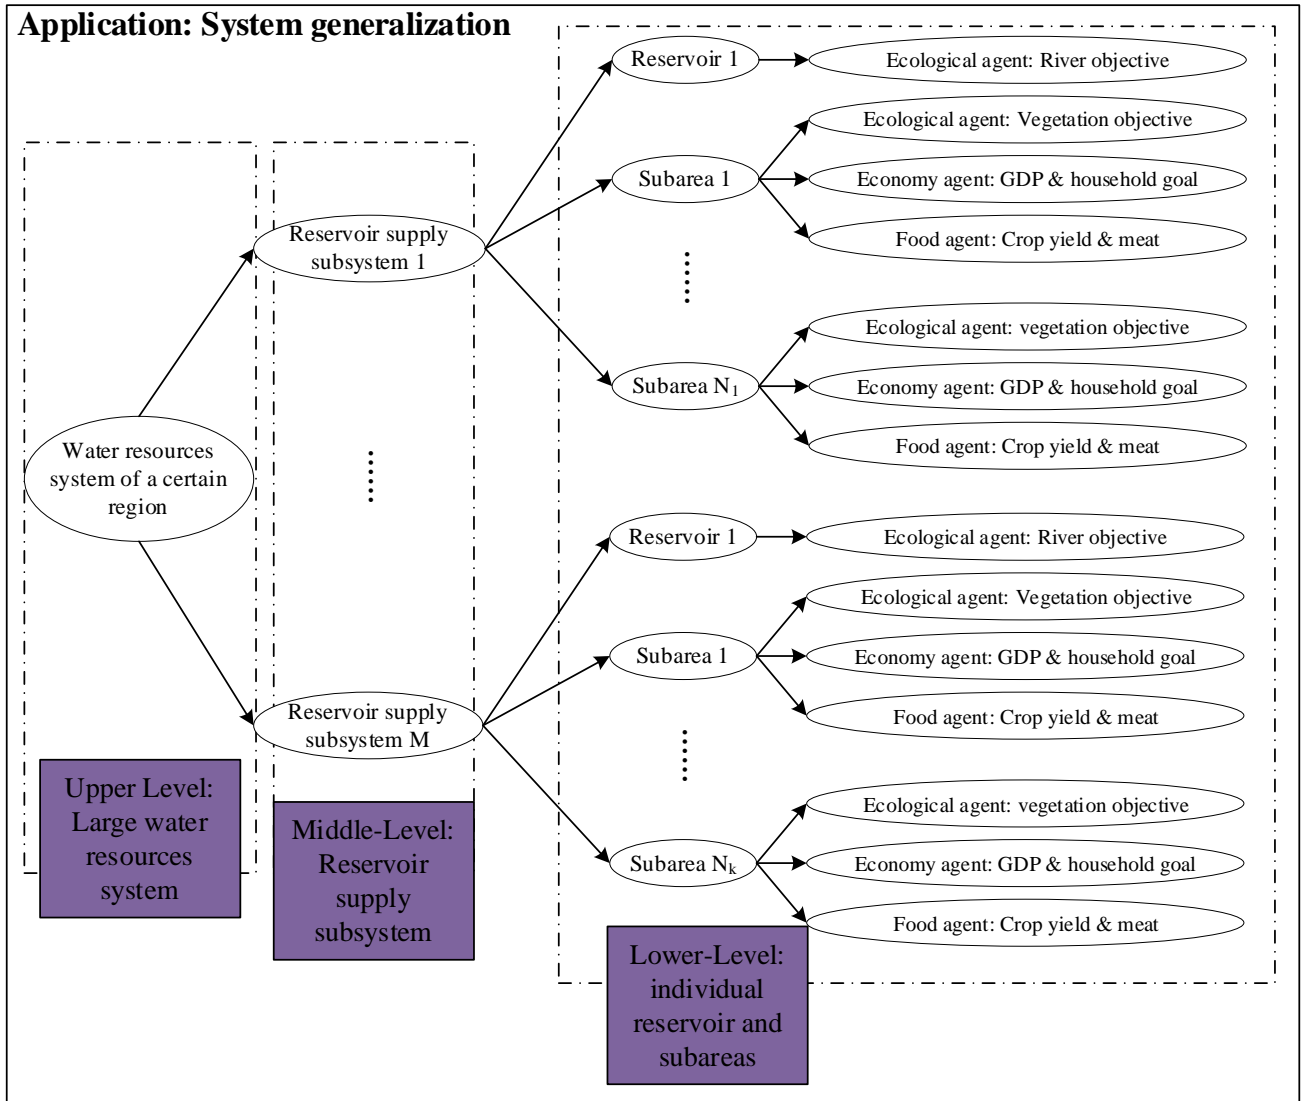 Application: System generalization
Reservoir 1
Ecological agent: River objective
Ecological agent: Vegetation objective
Subarea 1
Economy agent: GDP & household goal
Food agent: Crop yield & meat
Reservoir supply
subsystem 1
......
Ecological agent: vegetation objective
Subarea N₁
Economy agent: GDP & household goal
Food agent: Crop yield & meat
Water resources
system of a certain
region
......
Reservoir 1
Ecological agent: River objective
Ecological agent: Vegetation objective
Subarea 1
Economy agent: GDP & household goal
Food agent: Crop yield & meat
Reservoir supply
subsystem M
......
Ecological agent: vegetation objective
Subarea Nₖ
Economy agent: GDP & household goal
Food agent: Crop yield & meat
Upper Level:
Large water
resources
system
Middle-Level:
Reservoir
supply
subsystem
Lower-Level:
individual
reservoir and
subareas